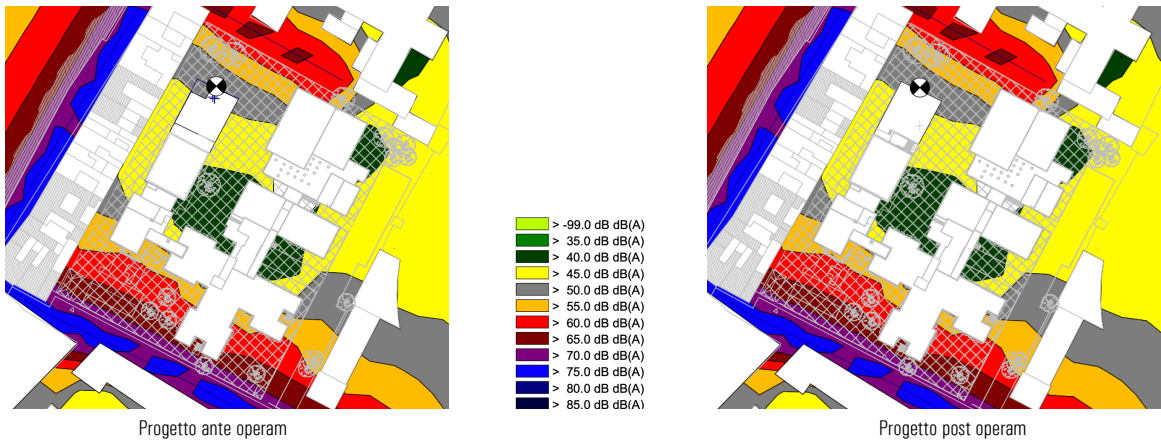 > -99.0 dB dB(A)
> 35.0 dB dB(A)
> 40.0 dB dB(A)
> 45.0 dB dB(A)
> 50.0 dB dB(A)
> 55.0 dB dB(A)
> 60.0 dB dB(A)
> 65.0 dB dB(A)
> 70.0 dB dB(A)
> 75.0 dB dB(A)
> 80.0 dB dB(A)
> 85.0 dB dB(A)
Progetto ante operam
Progetto post operam